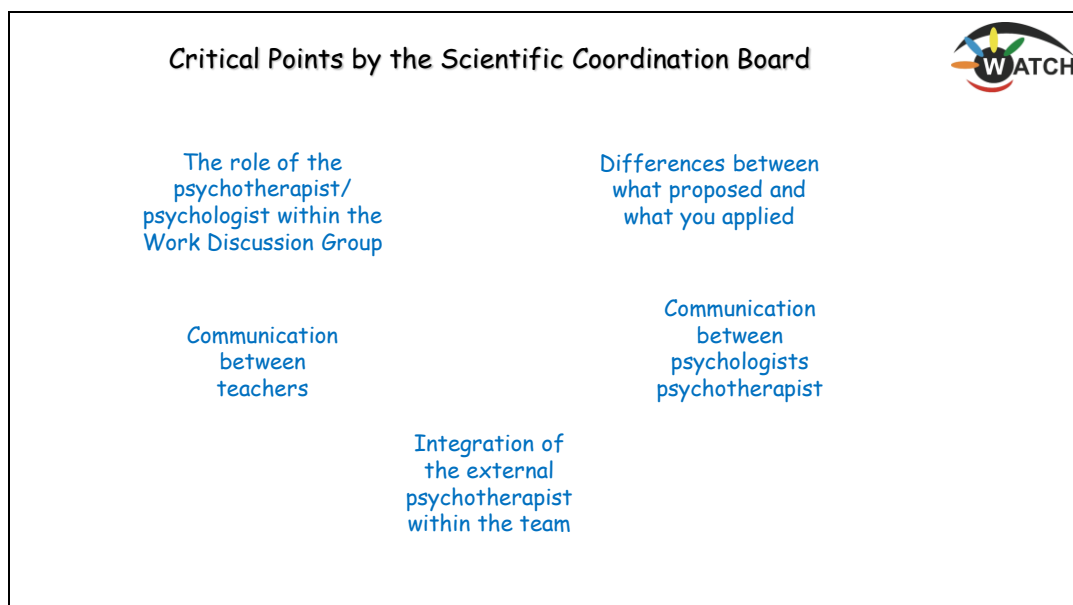 Critical Points by the Scientific Coordination Board
WATCH
The role of the
psychotherapist/
psychologist within the
Work Discussion Group
Differences between
what proposed and
what you applied
Communication
between
teachers
Communication
between
psychologists
psychotherapist
Integration of
the external
psychotherapist
within the team